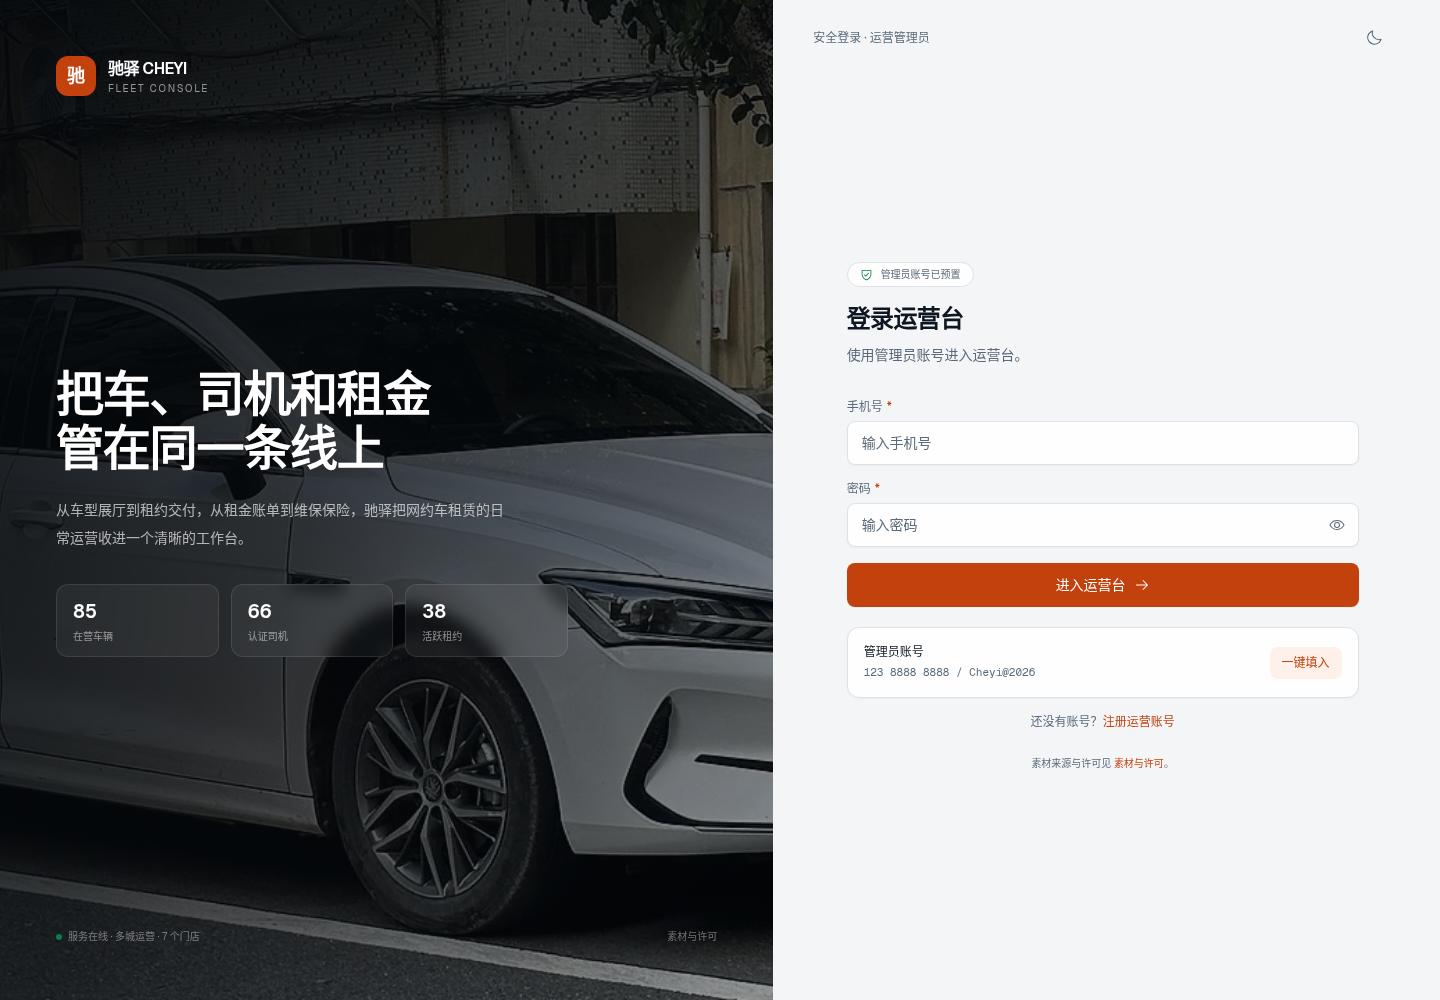 驰
驰驿 CHEYI
FLEET CONSOLE
把车、司机和租金
管在同一条线上
从车型展厅到租约交付，从租金账单到维保保险，驰驿把网约车租赁的日
常运营收进一个清晰的工作台。
85
在营车辆
66
认证司机
38
活跃租约
服务在线 · 多城运营 · 7 个门店
素材与许可
安全登录 · 运营管理员
管理员账号已预置
登录运营台
使用管理员账号进入运营台。
手机号 *
输入手机号
密码 *
输入密码
进入运营台 →
管理员账号
123 8888 8888 / Cheyi@2026
一键填入
还没有账号？注册运营账号
素材来源与许可见 素材与许可。